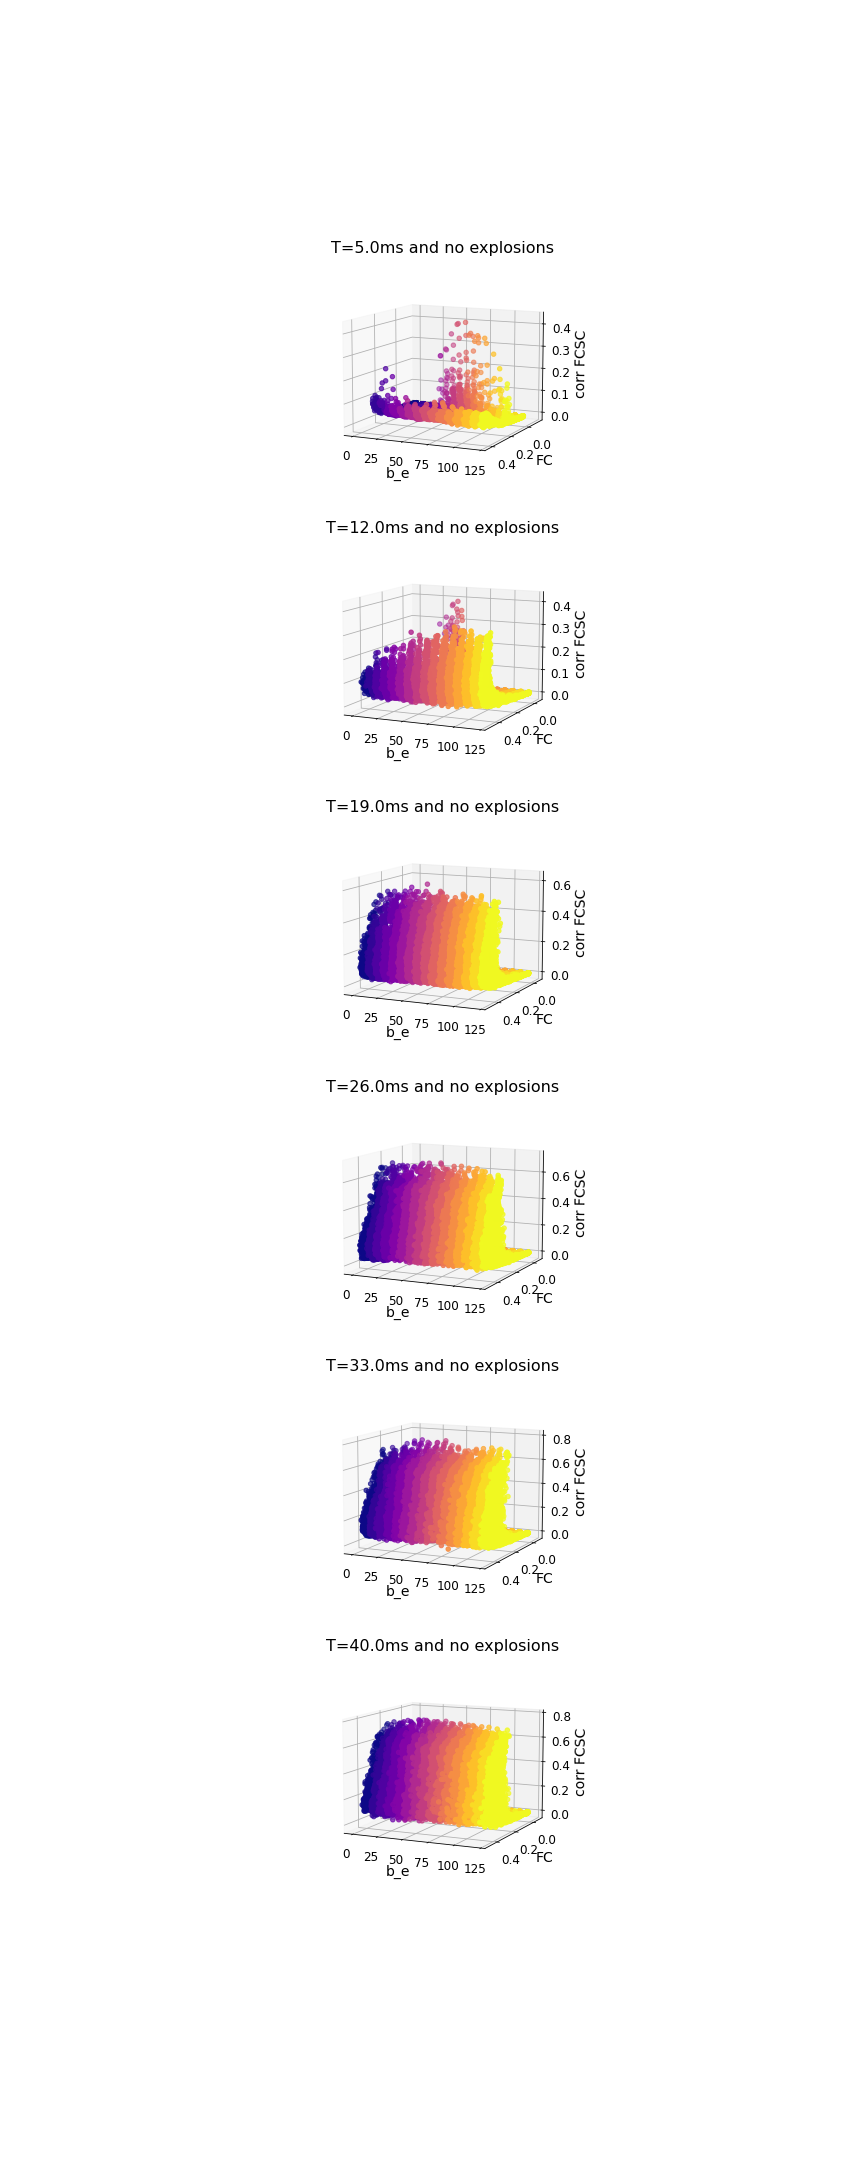 T=5.0ms and no explosions
0.4
0.3
0.2
0.1
0.0
corr FCSC
0 25 50 75 100 125
b_e
0.4 0.2 0.0
FC
T=12.0ms and no explosions
0.4
0.3
0.2
0.1
0.0
corr FCSC
0 25 50 75 100 125
b_e
0.4 0.2 0.0
FC
T=19.0ms and no explosions
0.6
0.4
0.2
0.0
corr FCSC
0 25 50 75 100 125
b_e
0.4 0.2 0.0
FC
T=26.0ms and no explosions
0.6
0.4
0.2
0.0
corr FCSC
0 25 50 75 100 125
b_e
0.4 0.2 0.0
FC
T=33.0ms and no explosions
0.8
0.6
0.4
0.2
0.0
corr FCSC
0 25 50 75 100 125
b_e
0.4 0.2 0.0
FC
T=40.0ms and no explosions
0.8
0.6
0.4
0.2
0.0
corr FCSC
0 25 50 75 100 125
b_e
0.4 0.2 0.0
FC